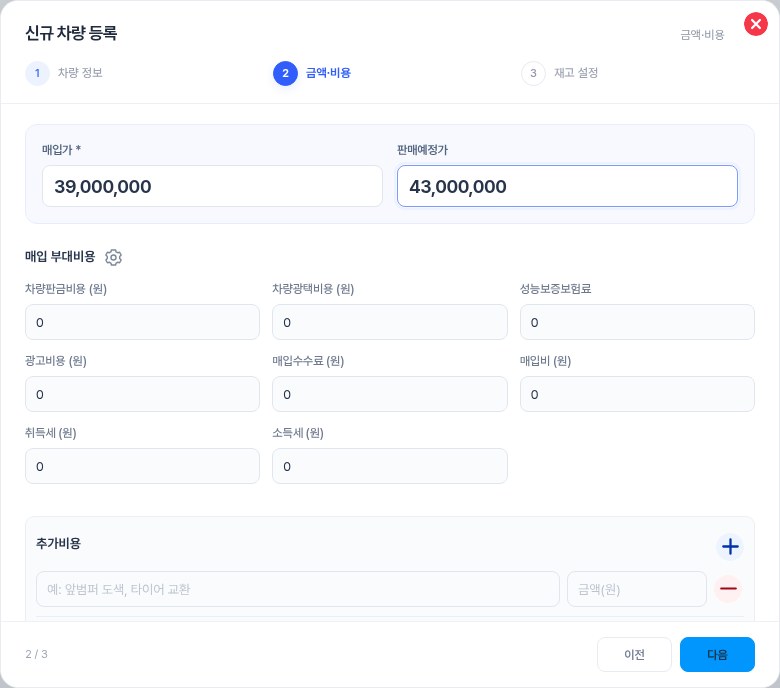 신규 차량 등록
금액·비용
1 차량 정보
2 금액·비용
3 재고 설정
매입가 *
판매예정가
39,000,000
43,000,000
매입 부대비용
차량판금비용 (원)
차량광택비용 (원)
성능보증보험료
0
0
0
광고비용 (원)
매입수수료 (원)
매입비 (원)
0
0
0
취득세 (원)
소득세 (원)
0
0
추가비용
예: 앞범퍼 도색, 타이어 교환
금액(원)
2 / 3
이전
다음